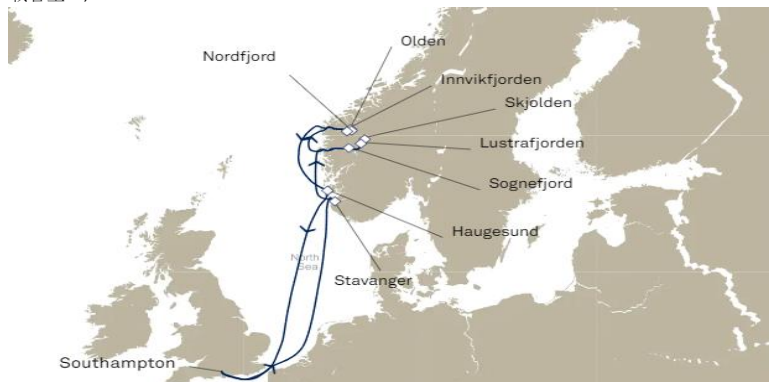 Olden
Nordfjord
Innvikfjorden
Skjolden
Lustrafjorden
Sognefjord
Haugesund
North
Sea
Stavanger
Southampton